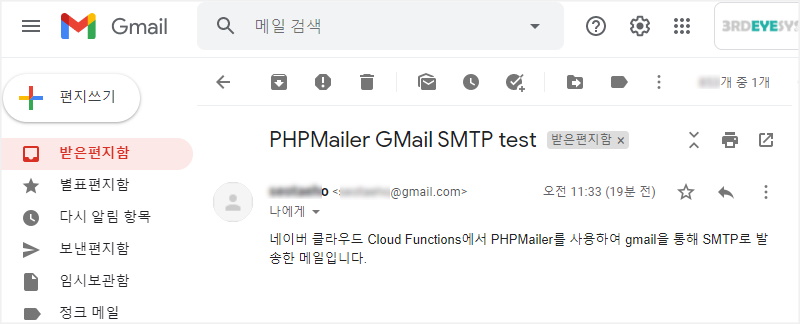 Gmail
메일 검색
3RDEYESYS
편지쓰기
개 중 1개
받은편지함
PHPMailer GMail SMTP test 받은편지함 ×
별표편지함
@gmail.com> 오전 11:33 (19분 전)
다시 알림 항목
나에게
보낸편지함
네이버 클라우드 Cloud Functions에서 PHPMailer를 사용하여 gmail을 통해 SMTP로 발
송한 메일입니다.
임시보관함
정크 메일